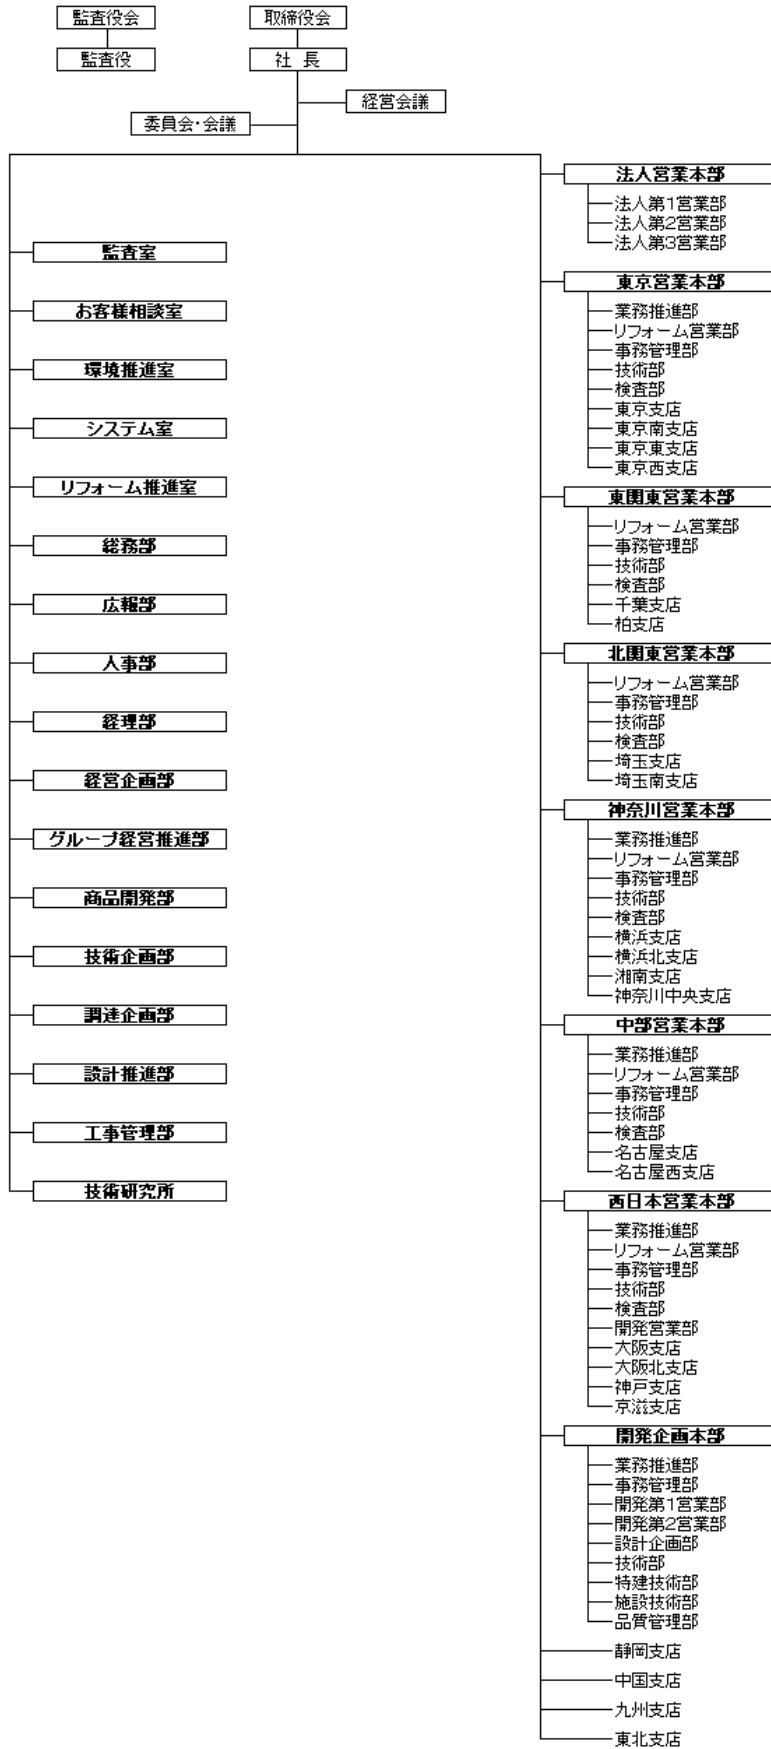 監査役会
取締役会
監査役
社 長
経営会議
委員会・会議
監査室
お客様相談室
環境推進室
システム室
リフォーム推進室
総務部
広報部
人事部
経理部
経営企画部
グループ経営推進部
商品開発部
技術企画部
調達企画部
設計推進部
工事管理部
技術研究所
法人営業本部
法人第1営業部
法人第2営業部
法人第3営業部
東京営業本部
業務推進部
リフォーム営業部
事務管理部
技術部
検査部
東京支店
東京南支店
東京東支店
東京西支店
東関東営業本部
リフォーム営業部
事務管理部
技術部
検査部
千葉支店
柏支店
北関東営業本部
リフォーム営業部
事務管理部
技術部
検査部
埼玉支店
埼玉南支店
神奈川営業本部
業務推進部
リフォーム営業部
事務管理部
技術部
検査部
横浜支店
横浜北支店
湘南支店
神奈川中央支店
中部営業本部
業務推進部
リフォーム営業部
事務管理部
技術部
検査部
名古屋支店
名古屋西支店
西日本営業本部
業務推進部
リフォーム営業部
事務管理部
技術部
検査部
開発営業部
大阪支店
大阪北支店
神戸支店
京滋支店
開発企画本部
業務推進部
事務管理部
開発第1営業部
開発第2営業部
設計企画部
技術部
特建技術部
施設技術部
品質管理部
静岡支店
中国支店
九州支店
東北支店